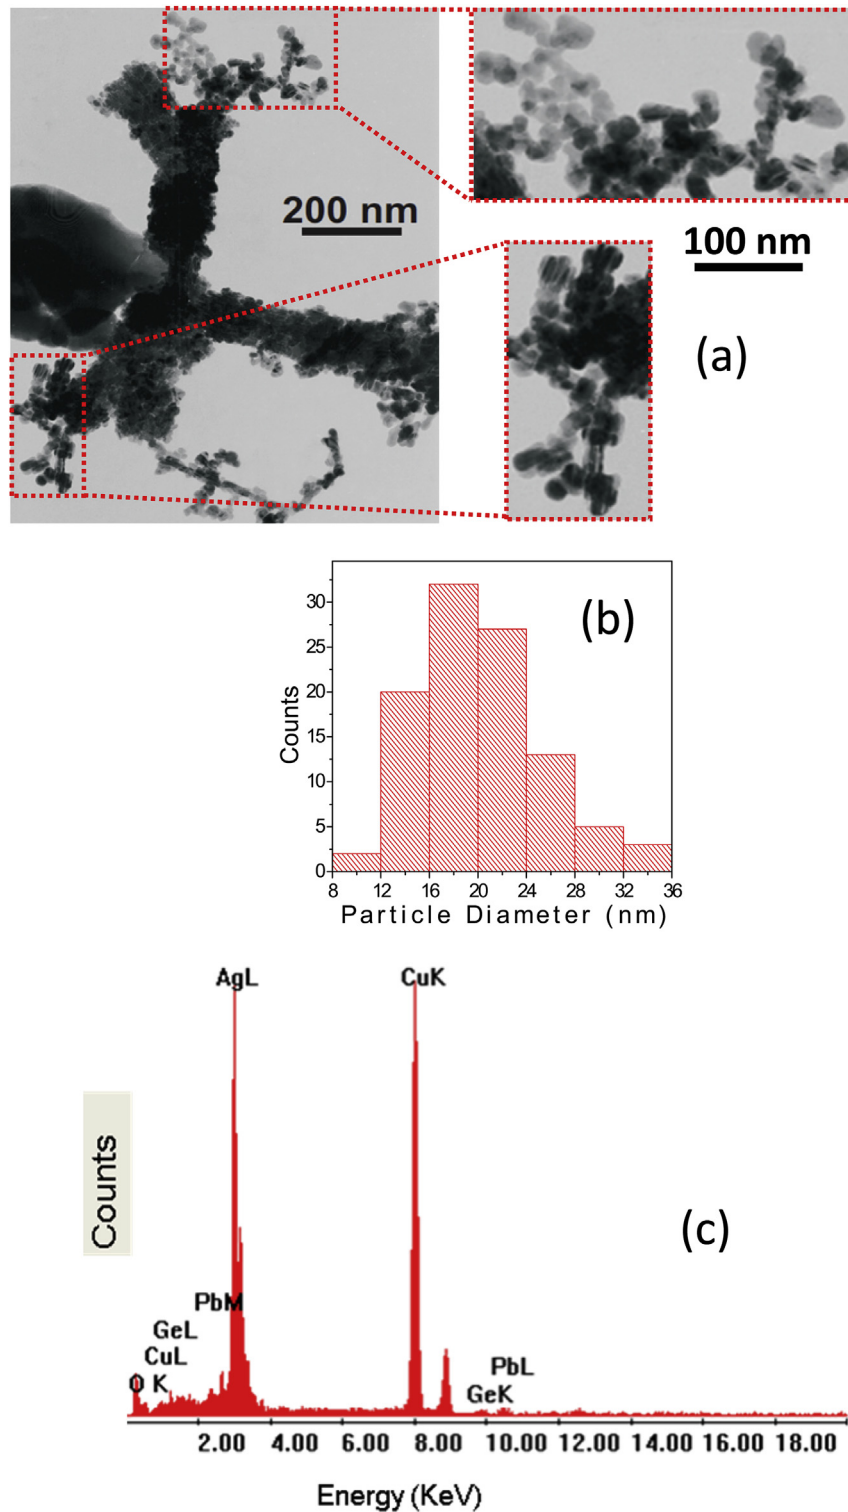 200 nm
100 nm
(a)
(b)
30
25
20
15
10
5
0
Counts
8 12 16 20 24 28 32 36
Particle Diameter (nm)
AgL
CuK
Counts
(c)
PbM
GeL
CuL
O K
PbL
GeK
2.00 4.00 6.00 8.00 10.00 12.00 14.00 16.00 18.00
Energy (KeV)